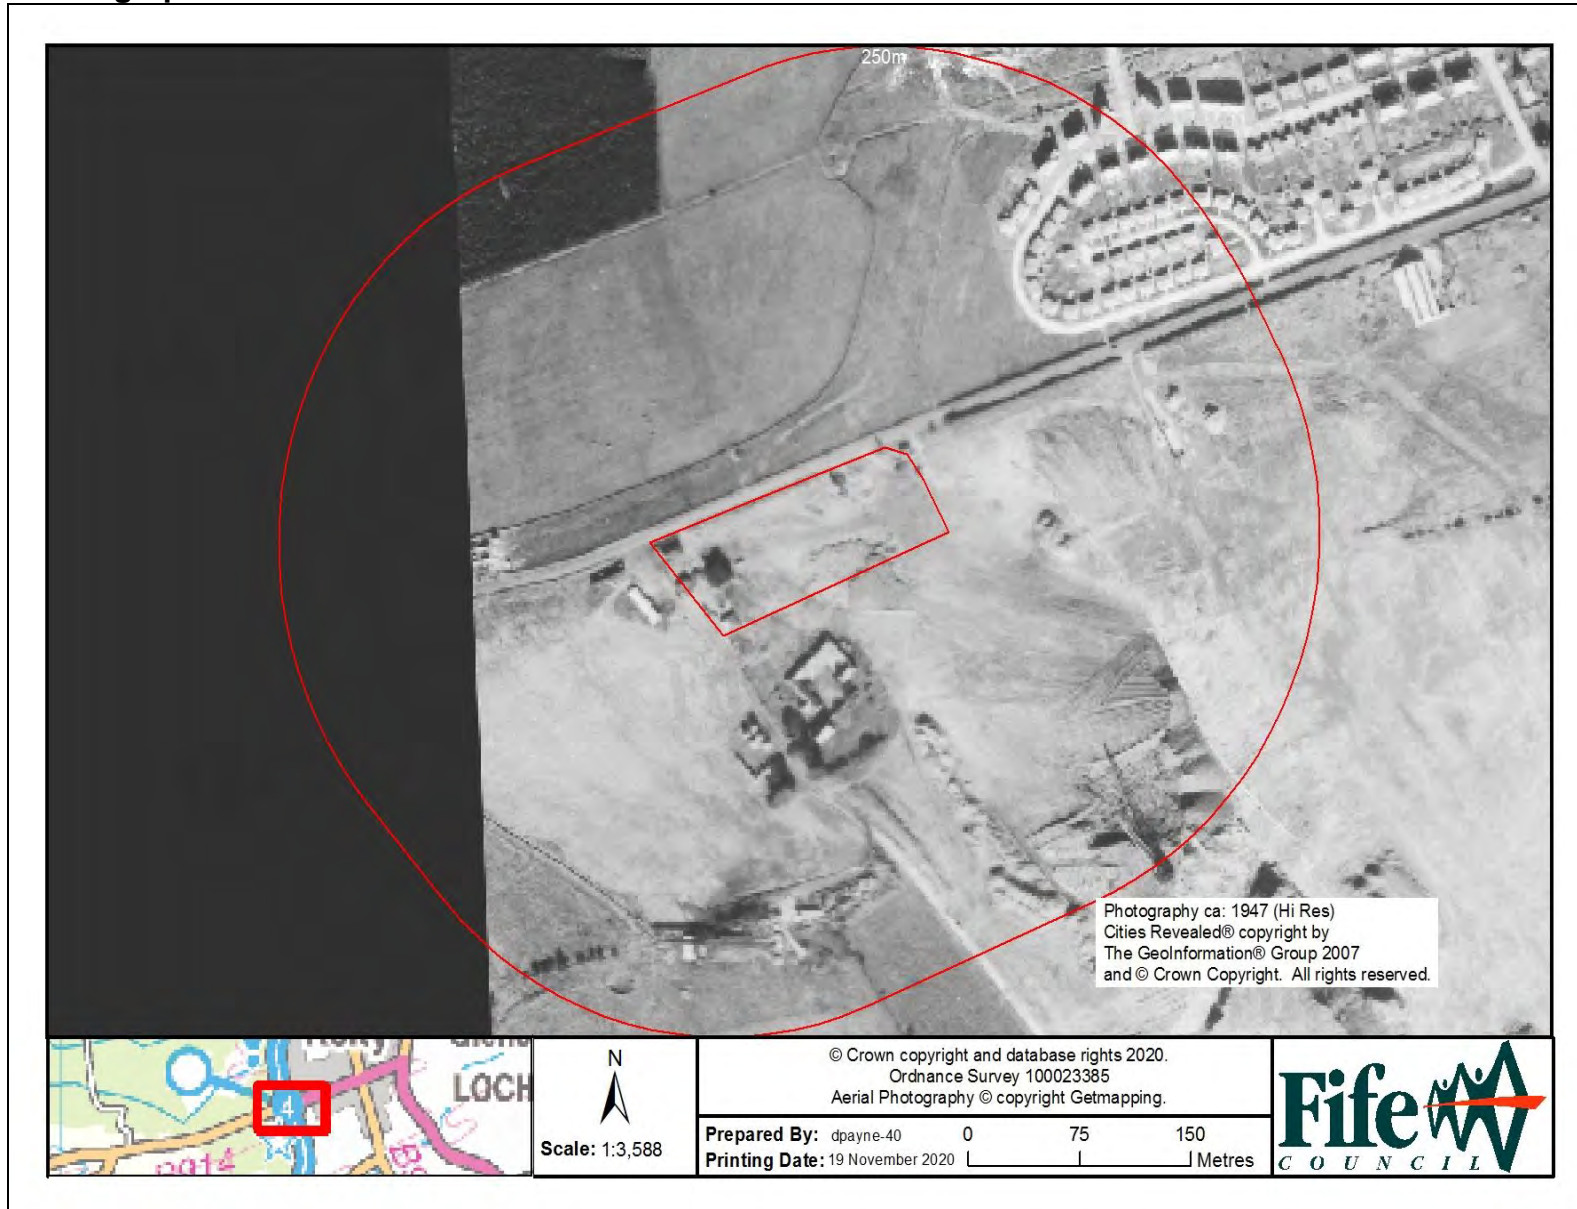 250m
Photography ca: 1947 (Hi Res)
Cities Revealed® copyright by
The GeoInformation® Group 2007
and © Crown Copyright. All rights reserved.
LOCH
4
N
Scale: 1:3,588
© Crown copyright and database rights 2020.
Ordnance Survey 100023385
Aerial Photography © copyright Getmapping.
Prepared By: dpayne-40
Printing Date: 19 November 2020
0 75 150
Metres
Fife
COUNCIL